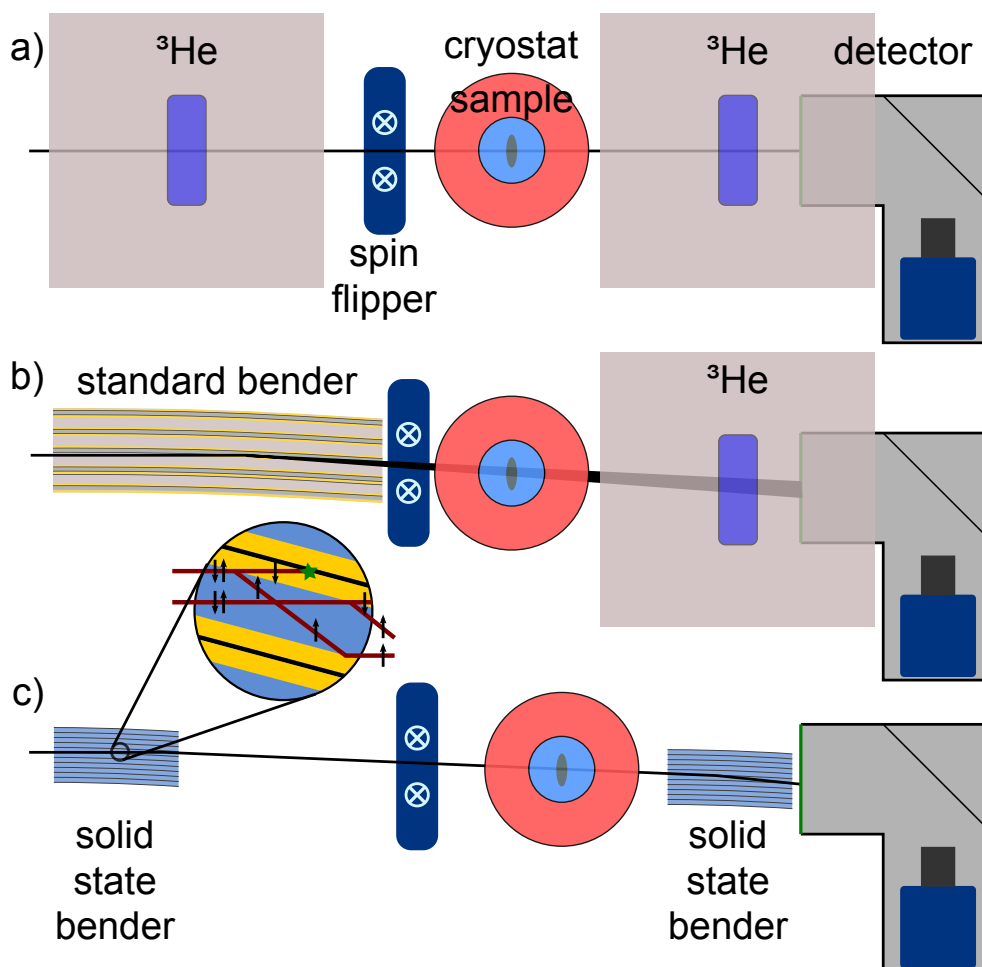 a)
³He
cryostat
sample
³He
detector
spin
flipper
b)
standard bender
³He
c)
solid
state
bender
solid
state
bender